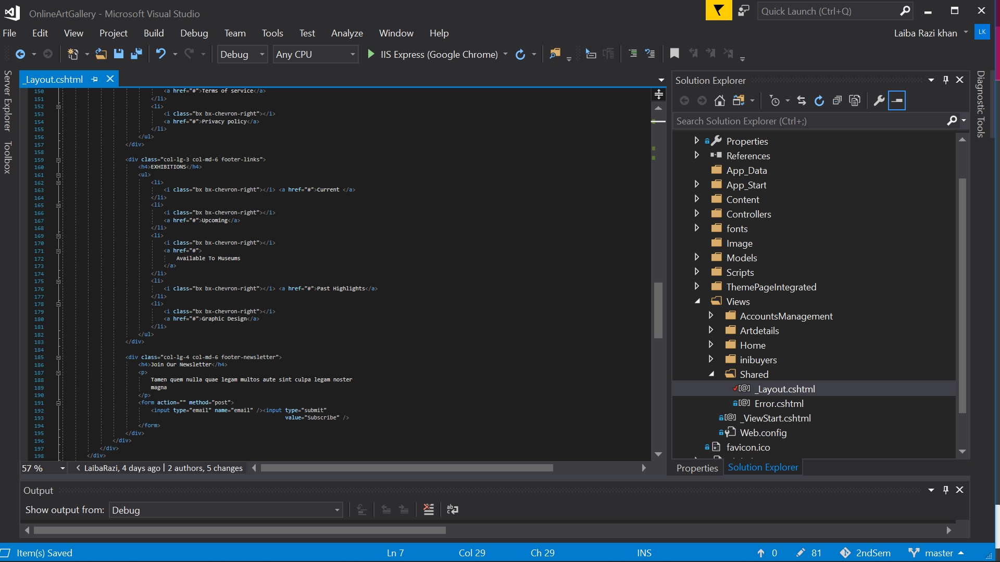 OnlineArtGallery - Microsoft Visual Studio
Quick Launch (Ctrl+Q)
File Edit View Project Build Debug Team Tools Test Analyze Window Help
Laiba Razi khan LK
Debug Any CPU IIS Express (Google Chrome)
Server Explorer
Toolbox
_Layout.cshtml
150 <a href="#">Terms of service</a>
151 </li>
152 <li>
153 <i class="bx bx-chevron-right"></i>
154 <a href="#">Privacy policy</a>
155 </li>
156 </ul>
157 </div>
158
159 <div class="col-lg-3 col-md-6 footer-links">
160 <h4>EXHIBITIONS</h4>
161 <ul>
162 <li>
163 <i class="bx bx-chevron-right"></i> <a href="#">Current </a>
164 </li>
165 <li>
166 <i class="bx bx-chevron-right"></i>
167 <a href="#">Upcoming</a>
168 </li>
169 <li>
170 <i class="bx bx-chevron-right"></i>
171 <a href="#">
172 Available To Museums
173 </a>
174 </li>
175 <li>
176 <i class="bx bx-chevron-right"></i> <a href="#">Past Highlights</a>
177 </li>
178 <li>
179 <i class="bx bx-chevron-right"></i>
180 <a href="#">Graphic Design</a>
181 </li>
182 </ul>
183 </div>
184
185 <div class="col-lg-4 col-md-6 footer-newsletter">
186 <h4>Join Our Newsletter</h4>
187 <p>
188 Tamen quem nulla quae legam multos aute sint culpa legam noster
189 magna
190 </p>
191 <form action="" method="post">
192 <input type="email" name="email" /><input type="submit"
193 value="Subscribe" />
194 </form>
195 </div>
196 </div>
197 </div>
198 </div>
57 % LaibaRazi, 4 days ago | 2 authors, 5 changes
Solution Explorer
Search Solution Explorer (Ctrl+;)
Properties
References
App_Data
App_Start
Content
Controllers
fonts
Image
Models
Scripts
ThemePageIntegrated
Views
AccountsManagement
Artdetails
Home
inibuyers
Shared
_Layout.cshtml
Error.cshtml
_ViewStart.cshtml
Web.config
favicon.ico
Properties Solution Explorer
Diagnostic Tools
Output
Show output from: Debug
Item(s) Saved Ln 7 Col 29 Ch 29 INS 0 81 2ndSem master